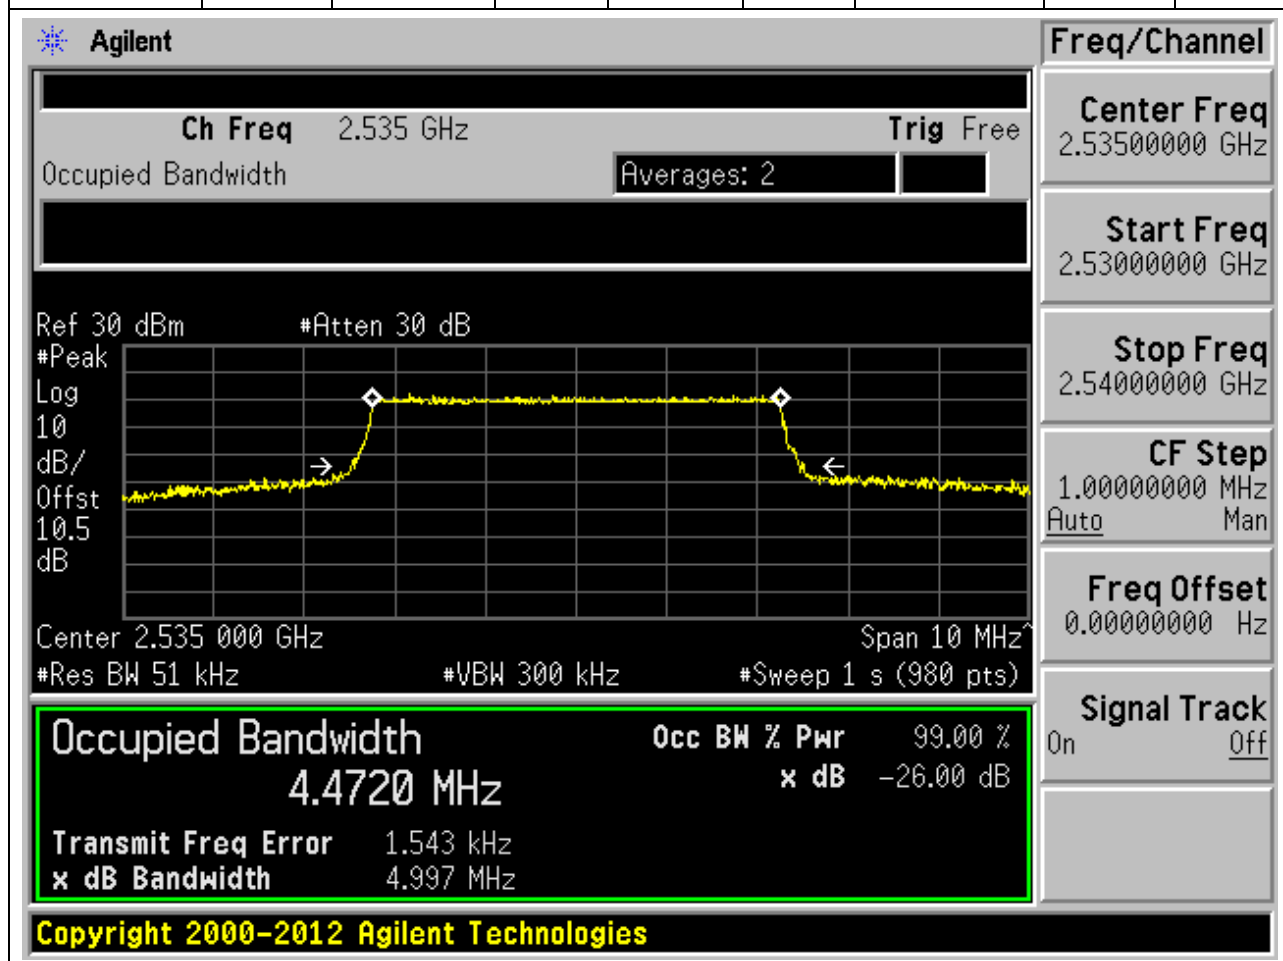 Agilent
Freq/Channel
Ch Freq 2.535 GHz Trig Free
Occupied Bandwidth Averages: 2
Center Freq
2.53500000 GHz
Start Freq
2.53000000 GHz
Stop Freq
2.54000000 GHz
CF Step
1.00000000 MHz
Auto Man
Freq Offset
0.00000000 Hz
Signal Track
On Off
Ref 30 dBm #Atten 30 dB
#Peak
Log
10
dB/
Offst
10.5
dB
Center 2.535 000 GHz Span 10 MHz^
#Res BW 51 kHz #VBW 300 kHz #Sweep 1 s (980 pts)
Occupied Bandwidth Occ BW % Pwr 99.00 %
4.4720 MHz x dB -26.00 dB
Transmit Freq Error 1.543 kHz
x dB Bandwidth 4.997 MHz
Copyright 2000-2012 Agilent Technologies